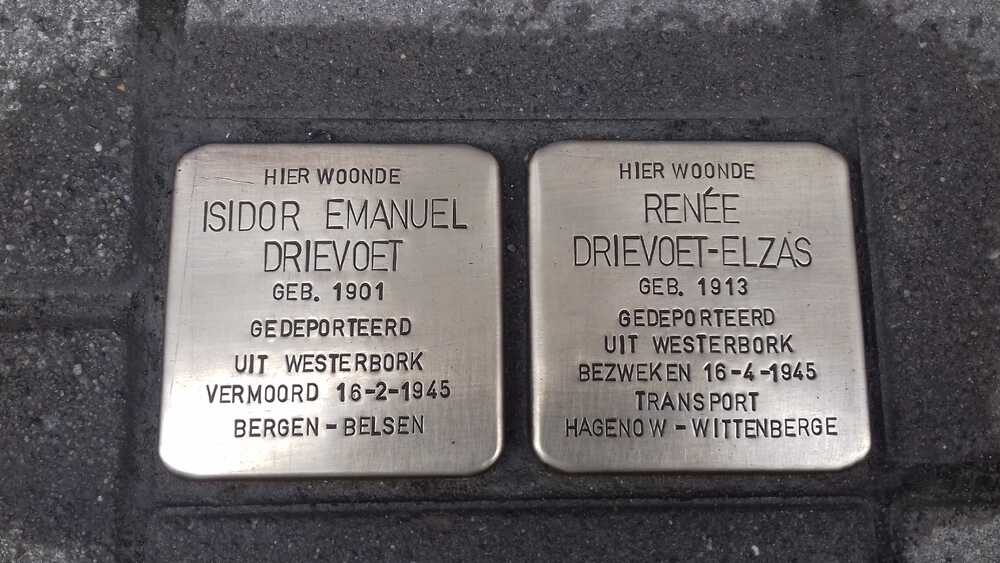 HIER WOONDE
ISIDOR EMANUEL
DRIEVOET
GEB. 1901
GEDEPORTEERD
UIT WESTERBORK
VERMOORD 16-2-1945
BERGEN-BELSEN
HIER WOONDE
RENÉE
DRIEVOET-ELZAS
GEB. 1913
GEDEPORTEERD
UIT WESTERBORK
BEZWEKEN 16-4-1945
TRANSPORT
HAGENOW-WITTENBERGE